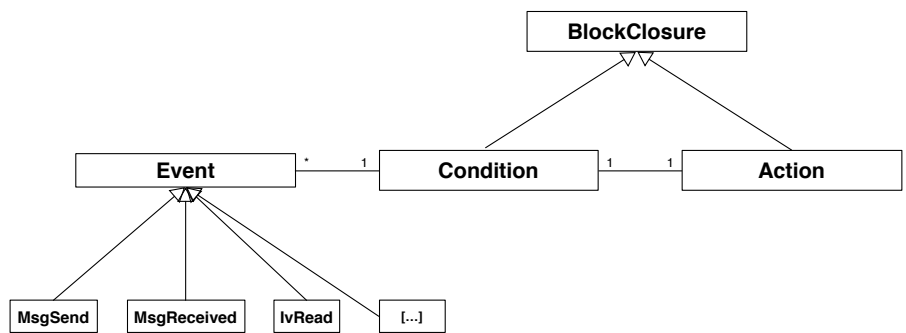 BlockClosure
Event
* 1
Condition
1 1
Action
MsgSend
MsgReceived
IvRead
[...]